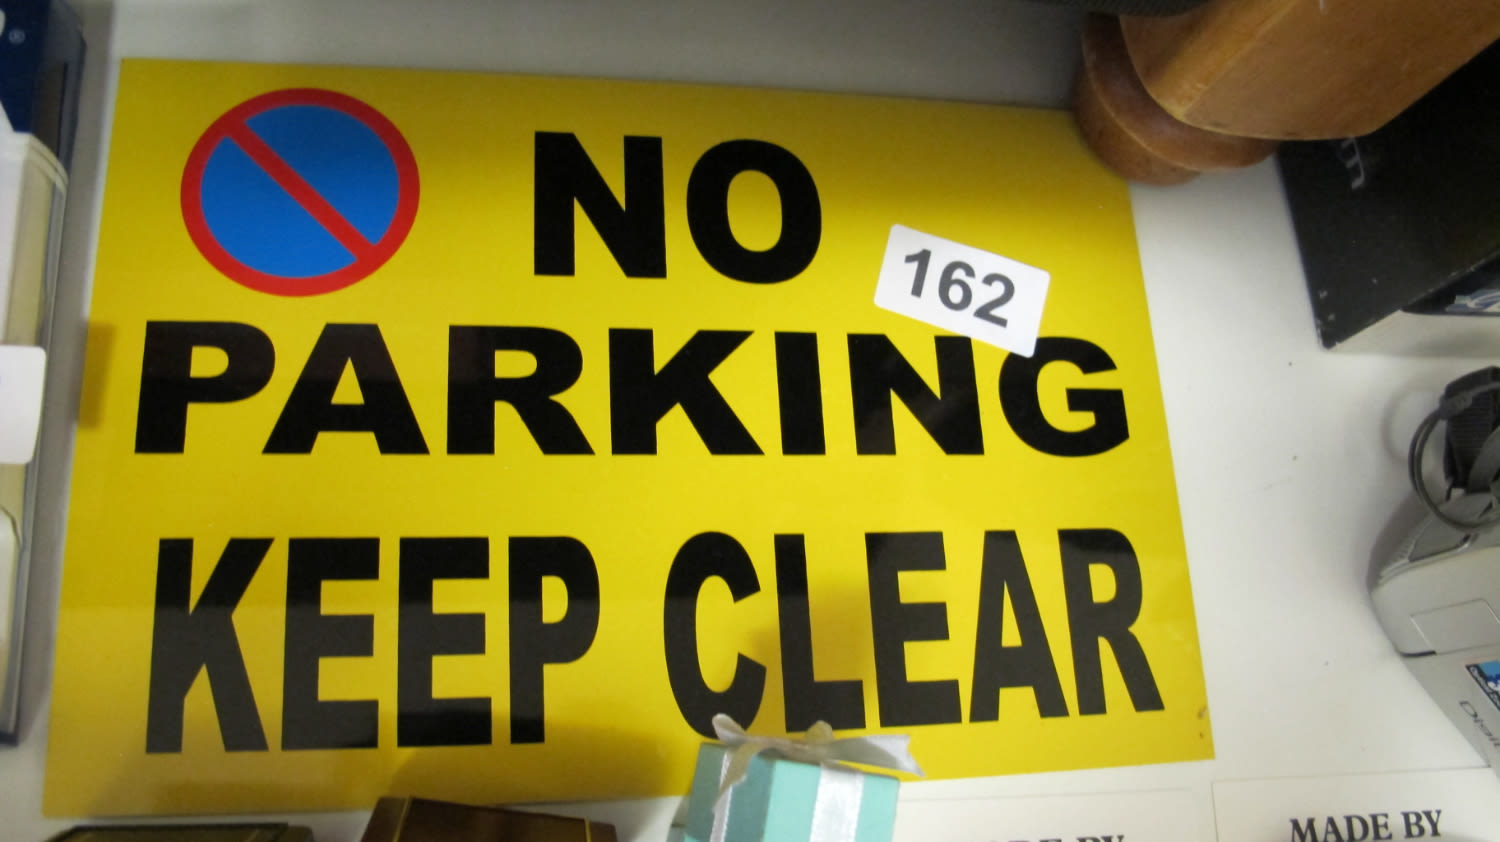 NO
162
PARKING
KEEP CLEAR
MADE BY